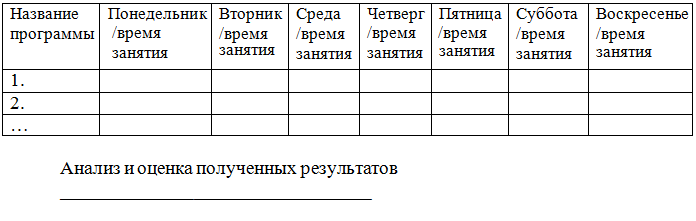 Название программы
Понедельник /время занятия
Вторник /время занятия
Среда /время занятия
Четверг /время занятия
Пятница /время занятия
Суббота /время занятия
Воскресенье /время занятия
1.
2.
…
Анализ и оценка полученных результатов